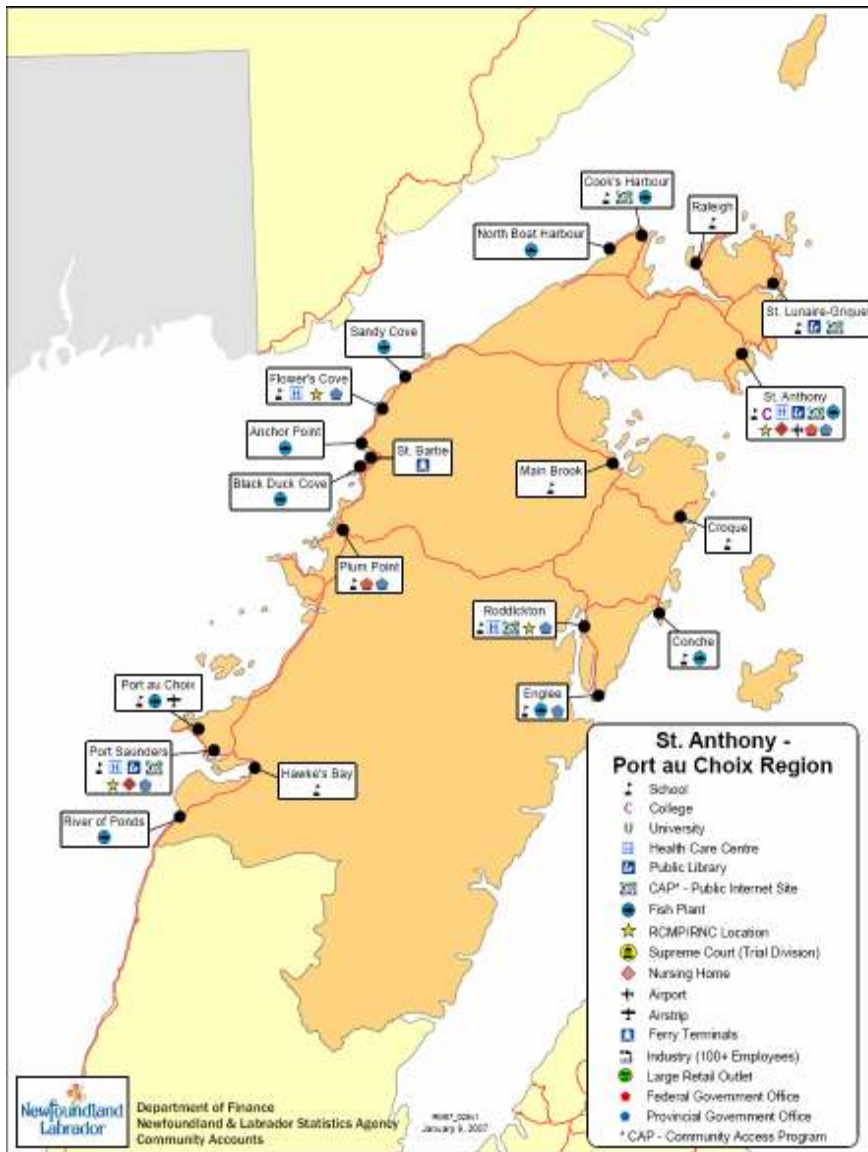 Cook's Harbour
Raleigh
North Boat Harbour
St. Lunaire-Griquet
Sandy Cove
Flower's Cove
H
St. Anthony
C H
Anchor Point
St. Barbe
Black Duck Cove
Main Brook
Croque
Plum Point
Roddickton
H
Conche
Englee
Port au Choix
Port Saunders
H
Hawke's Bay
River of Ponds
St. Anthony -
Port au Choix Region
School
C College
U University
H Health Care Centre
Public Library
CAP* - Public Internet Site
Fish Plant
RCMP/RNC Location
Supreme Court (Trial Division)
Nursing Home
Airport
Airstrip
Ferry Terminals
Industry (100+ Employees)
Large Retail Outlet
Federal Government Office
Provincial Government Office
* CAP - Community Access Program
Newfoundland
Labrador
Department of Finance
Newfoundland & Labrador Statistics Agency
Community Accounts
January 9, 2007